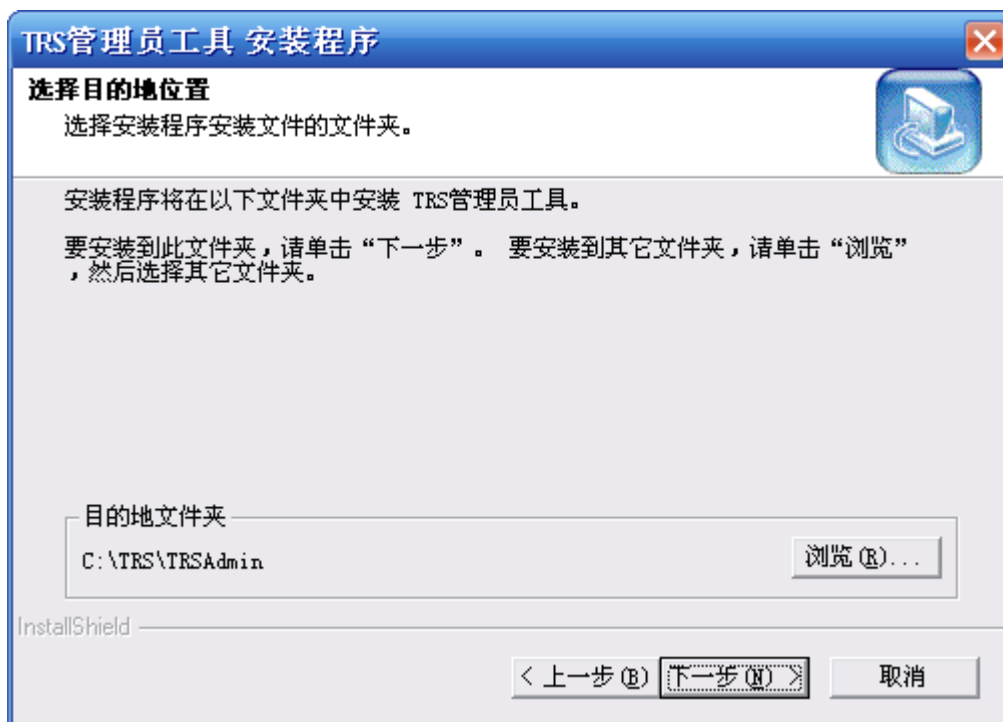 TRS管理员工具 安装程序
选择目的地位置
选择安装程序安装文件的文件夹。
安装程序将在以下文件夹中安装 TRS管理员工具。
要安装到此文件夹，请单击“下一步”。 要安装到其它文件夹，请单击“浏览”
，然后选择其它文件夹。
目的地文件夹
C:\TRS\TRSAdmin
浏览(R)...
InstallShield
< 上一步(B)
下一步(N) >
取消